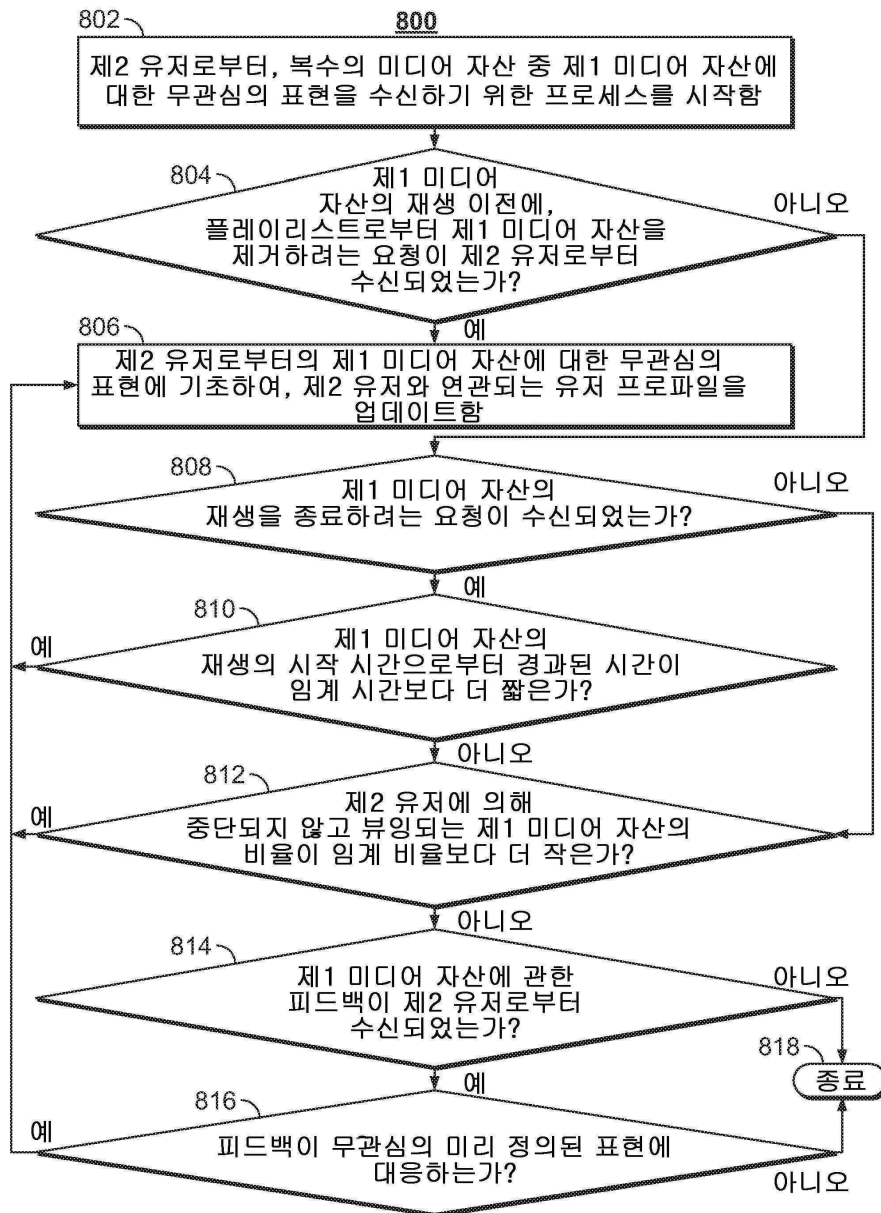 802
800
제2 유저로부터, 복수의 미디어 자산 중 제1 미디어 자산에
대한 무관심의 표현을 수신하기 위한 프로세스를 시작함
804
제1 미디어
자산의 재생 이전에,
플레이리스트로부터 제1 미디어 자산을
제거하려는 요청이 제2 유저로부터
수신되었는가?
아니오
예
806
제2 유저로부터의 제1 미디어 자산에 대한 무관심의
표현에 기초하여, 제2 유저와 연관되는 유저 프로파일을
업데이트함
808
제1 미디어 자산의
재생을 종료하려는 요청이 수신되었는가?
아니오
예
810
예
제1 미디어 자산의
재생의 시작 시간으로부터 경과된 시간이
임계 시간보다 더 짧은가?
아니오
812
예
제2 유저에 의해
중단되지 않고 뷰잉되는 제1 미디어 자산의
비율이 임계 비율보다 더 작은가?
아니오
814
제1 미디어 자산에 관한
피드백이 제2 유저로부터
수신되었는가?
아니오
예
818
종료
816
예
피드백이 무관심의 미리 정의된 표현에
대응하는가?
아니오